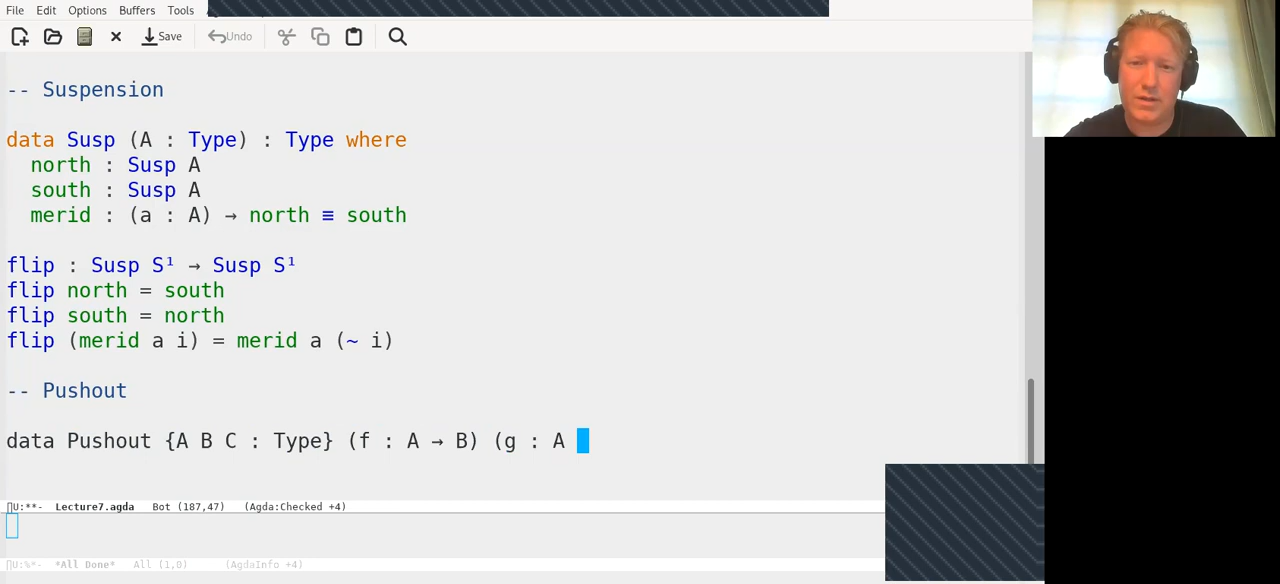 File Edit Options Buffers Tools
Save Undo
-- Suspension
data Susp (A : Type) : Type where
north : Susp A
south : Susp A
merid : (a : A) → north ≡ south
flip : Susp S¹ → Susp S¹
flip north = south
flip south = north
flip (merid a i) = merid a (~ i)
-- Pushout
data Pushout {A B C : Type} (f : A → B) (g : A
U:**- Lecture7.agda Bot (187,47) (Agda:Checked +4)
U:%*- *All Done* All (1,0) (AgdaInfo +4)